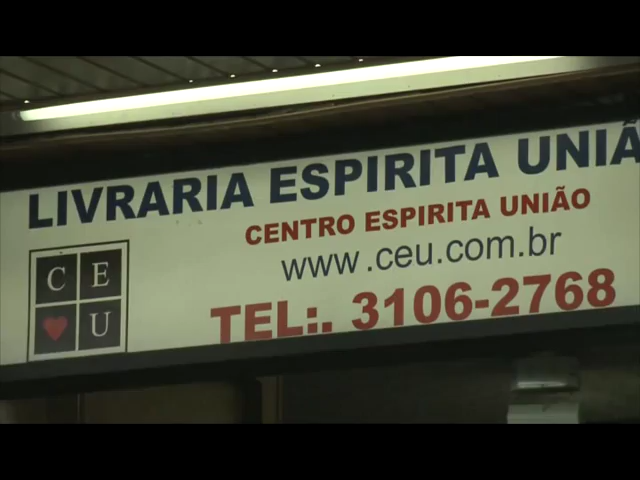 LIVRARIA ESPIRITA UNIÃ
CENTRO ESPIRITA UNIÃO
www.ceu.com.br
TEL:. 3106-2768
C E
U